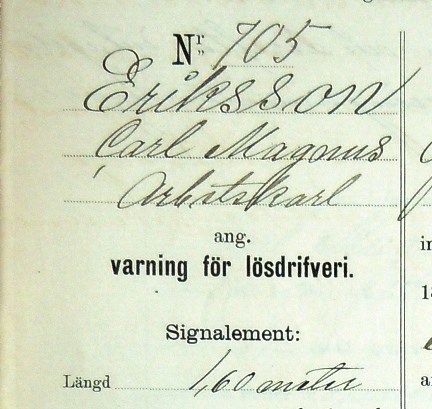 Nr 705
Eriksson
Carl Magnus
Arbetskarl
ang.
varning för lösdrifveri.
Signalement:
Längd 1,60 meter